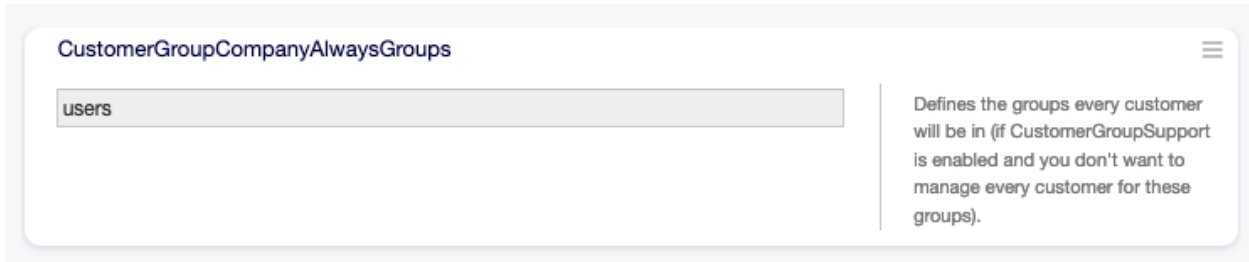 CustomerGroupCompanyAlwaysGroups
users
Defines the groups every customer
will be in (if CustomerGroupSupport
is enabled and you don't want to
manage every customer for these
groups).